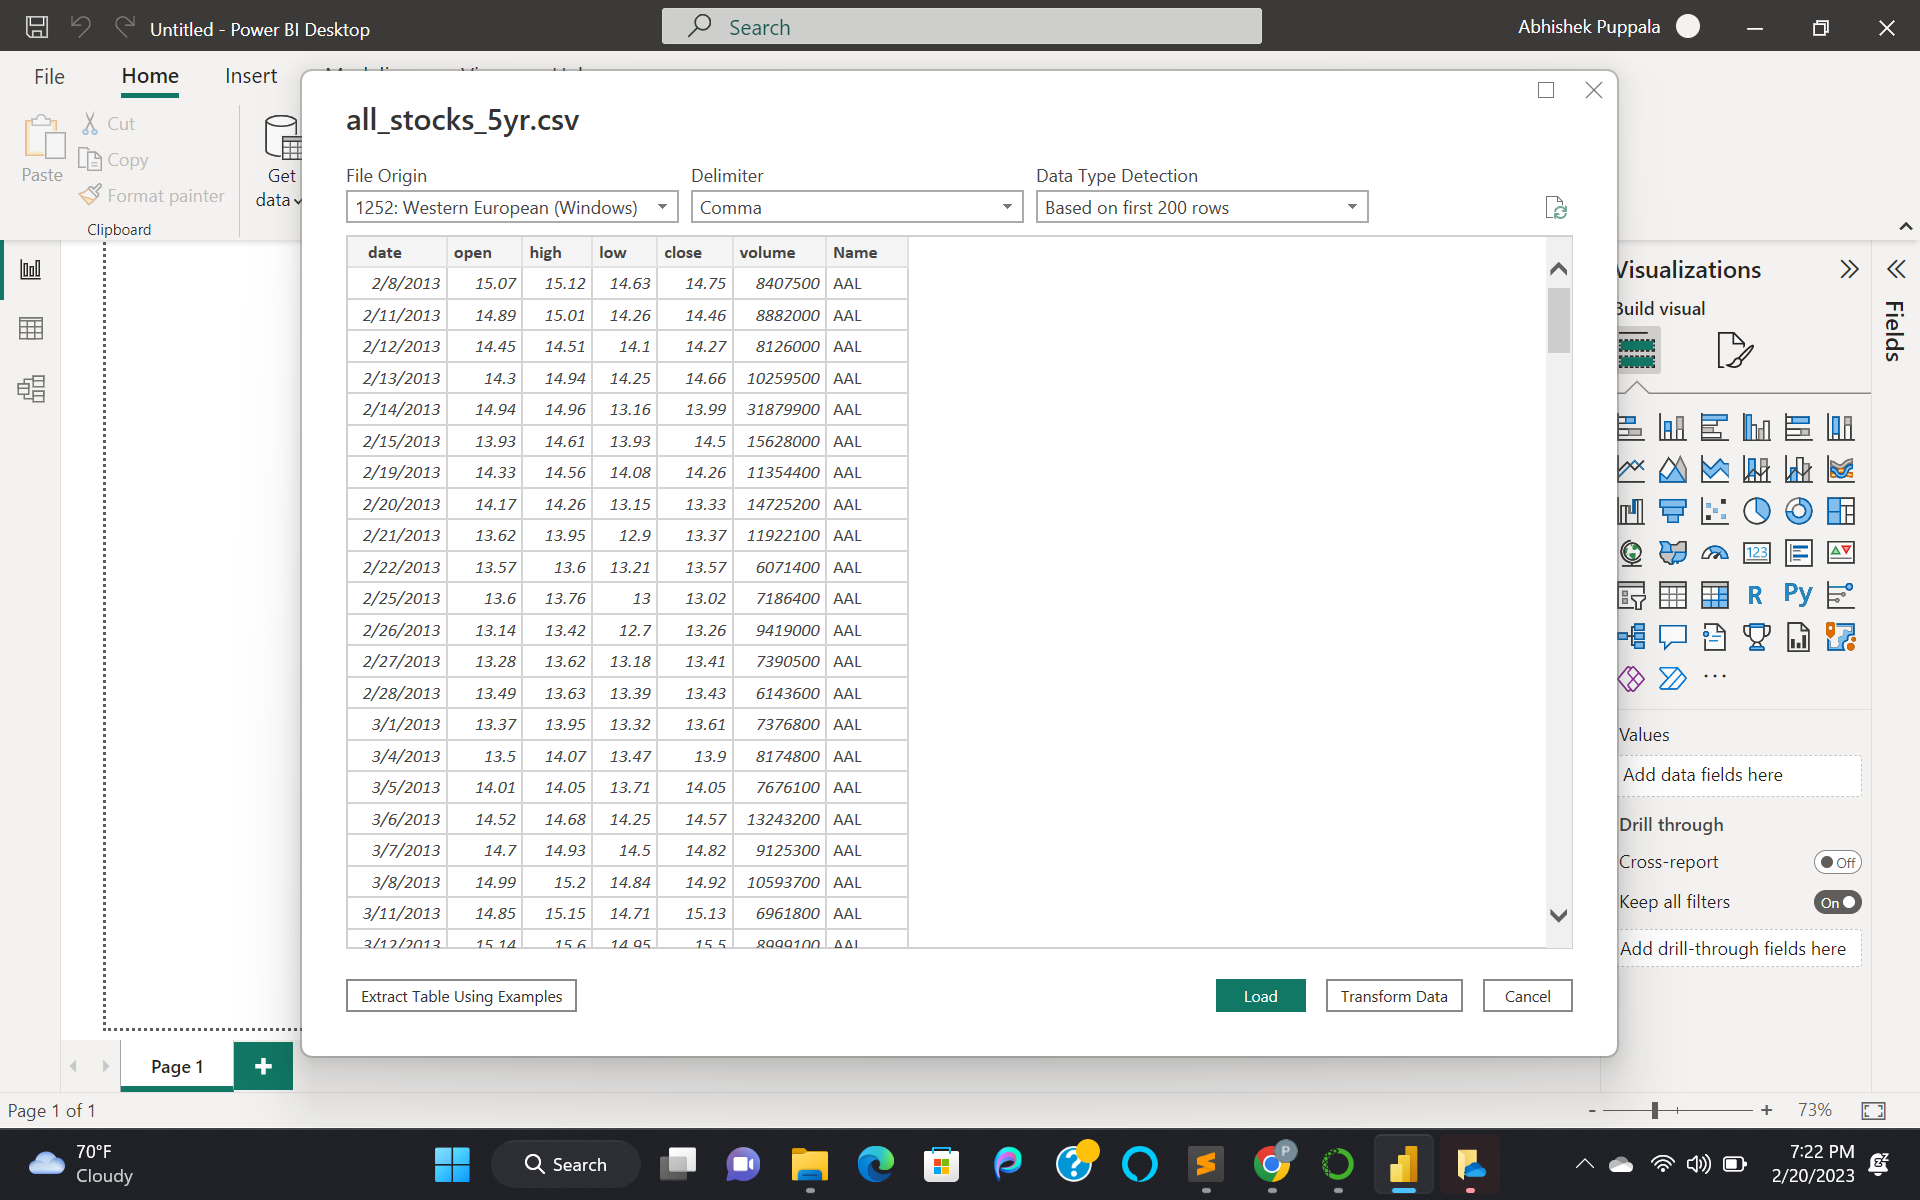 Untitled - Power BI Desktop
Search
Abhishek Puppala
File Home Insert
Paste
Cut
Copy
Format painter
Clipboard
Get
data
all_stocks_5yr.csv
File Origin Delimiter Data Type Detection
1252: Western European (Windows) Comma Based on first 200 rows
date open high low close volume Name
2/8/2013 15.07 15.12 14.63 14.75 8407500 AAL
2/11/2013 14.89 15.01 14.26 14.46 8882000 AAL
2/12/2013 14.45 14.51 14.1 14.27 8126000 AAL
2/13/2013 14.3 14.94 14.25 14.66 10259500 AAL
2/14/2013 14.94 14.96 13.16 13.99 31879900 AAL
2/15/2013 13.93 14.61 13.93 14.5 15628000 AAL
2/19/2013 14.33 14.56 14.08 14.26 11354400 AAL
2/20/2013 14.17 14.26 13.15 13.33 14725200 AAL
2/21/2013 13.62 13.95 12.9 13.37 11922100 AAL
2/22/2013 13.57 13.6 13.21 13.57 6071400 AAL
2/25/2013 13.6 13.76 13 13.02 7186400 AAL
2/26/2013 13.14 13.42 12.7 13.26 9419000 AAL
2/27/2013 13.28 13.62 13.18 13.41 7390500 AAL
2/28/2013 13.49 13.63 13.39 13.43 6143600 AAL
3/1/2013 13.37 13.95 13.32 13.61 7376800 AAL
3/4/2013 13.5 14.07 13.47 13.9 8174800 AAL
3/5/2013 14.01 14.05 13.71 14.05 7676100 AAL
3/6/2013 14.52 14.68 14.25 14.57 13243200 AAL
3/7/2013 14.7 14.93 14.5 14.82 9125300 AAL
3/8/2013 14.99 15.2 14.84 14.92 10593700 AAL
3/11/2013 14.85 15.15 14.71 15.13 6961800 AAL
3/12/2013 15.14 15.6 14.95 15.5 8999100 AAL
Extract Table Using Examples Load Transform Data Cancel
Visualizations
Build visual
Fields
123
R Py
Values
Add data fields here
Drill through
Cross-report Off
Keep all filters On
Add drill-through fields here
Page 1 +
Page 1 of 1
- + 73%
70°F
Cloudy
Search
P
7:22 PM
2/20/2023